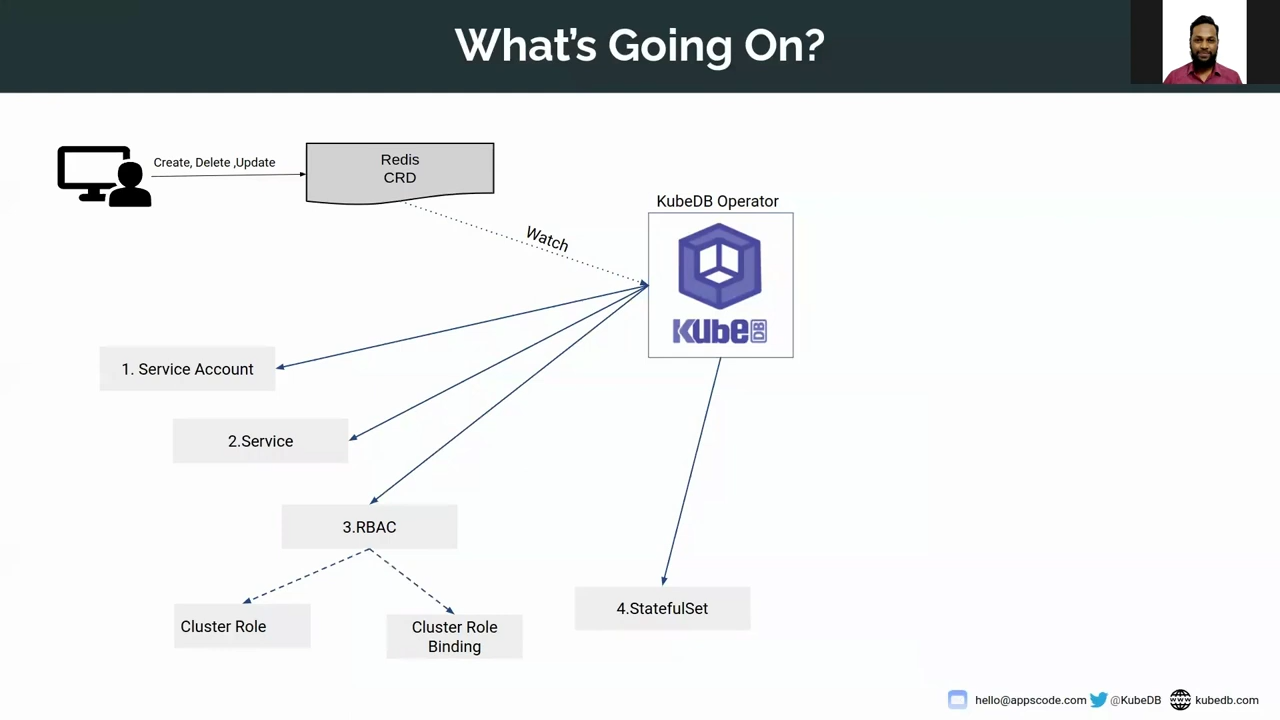 What's Going On?
Create, Delete ,Update
Redis
CRD
KubeDB Operator
Watch
KubeDB
1. Service Account
2.Service
3.RBAC
4.StatefulSet
Cluster Role
Cluster Role
Binding
hello@appscode.com @KubeDB www kubedb.com